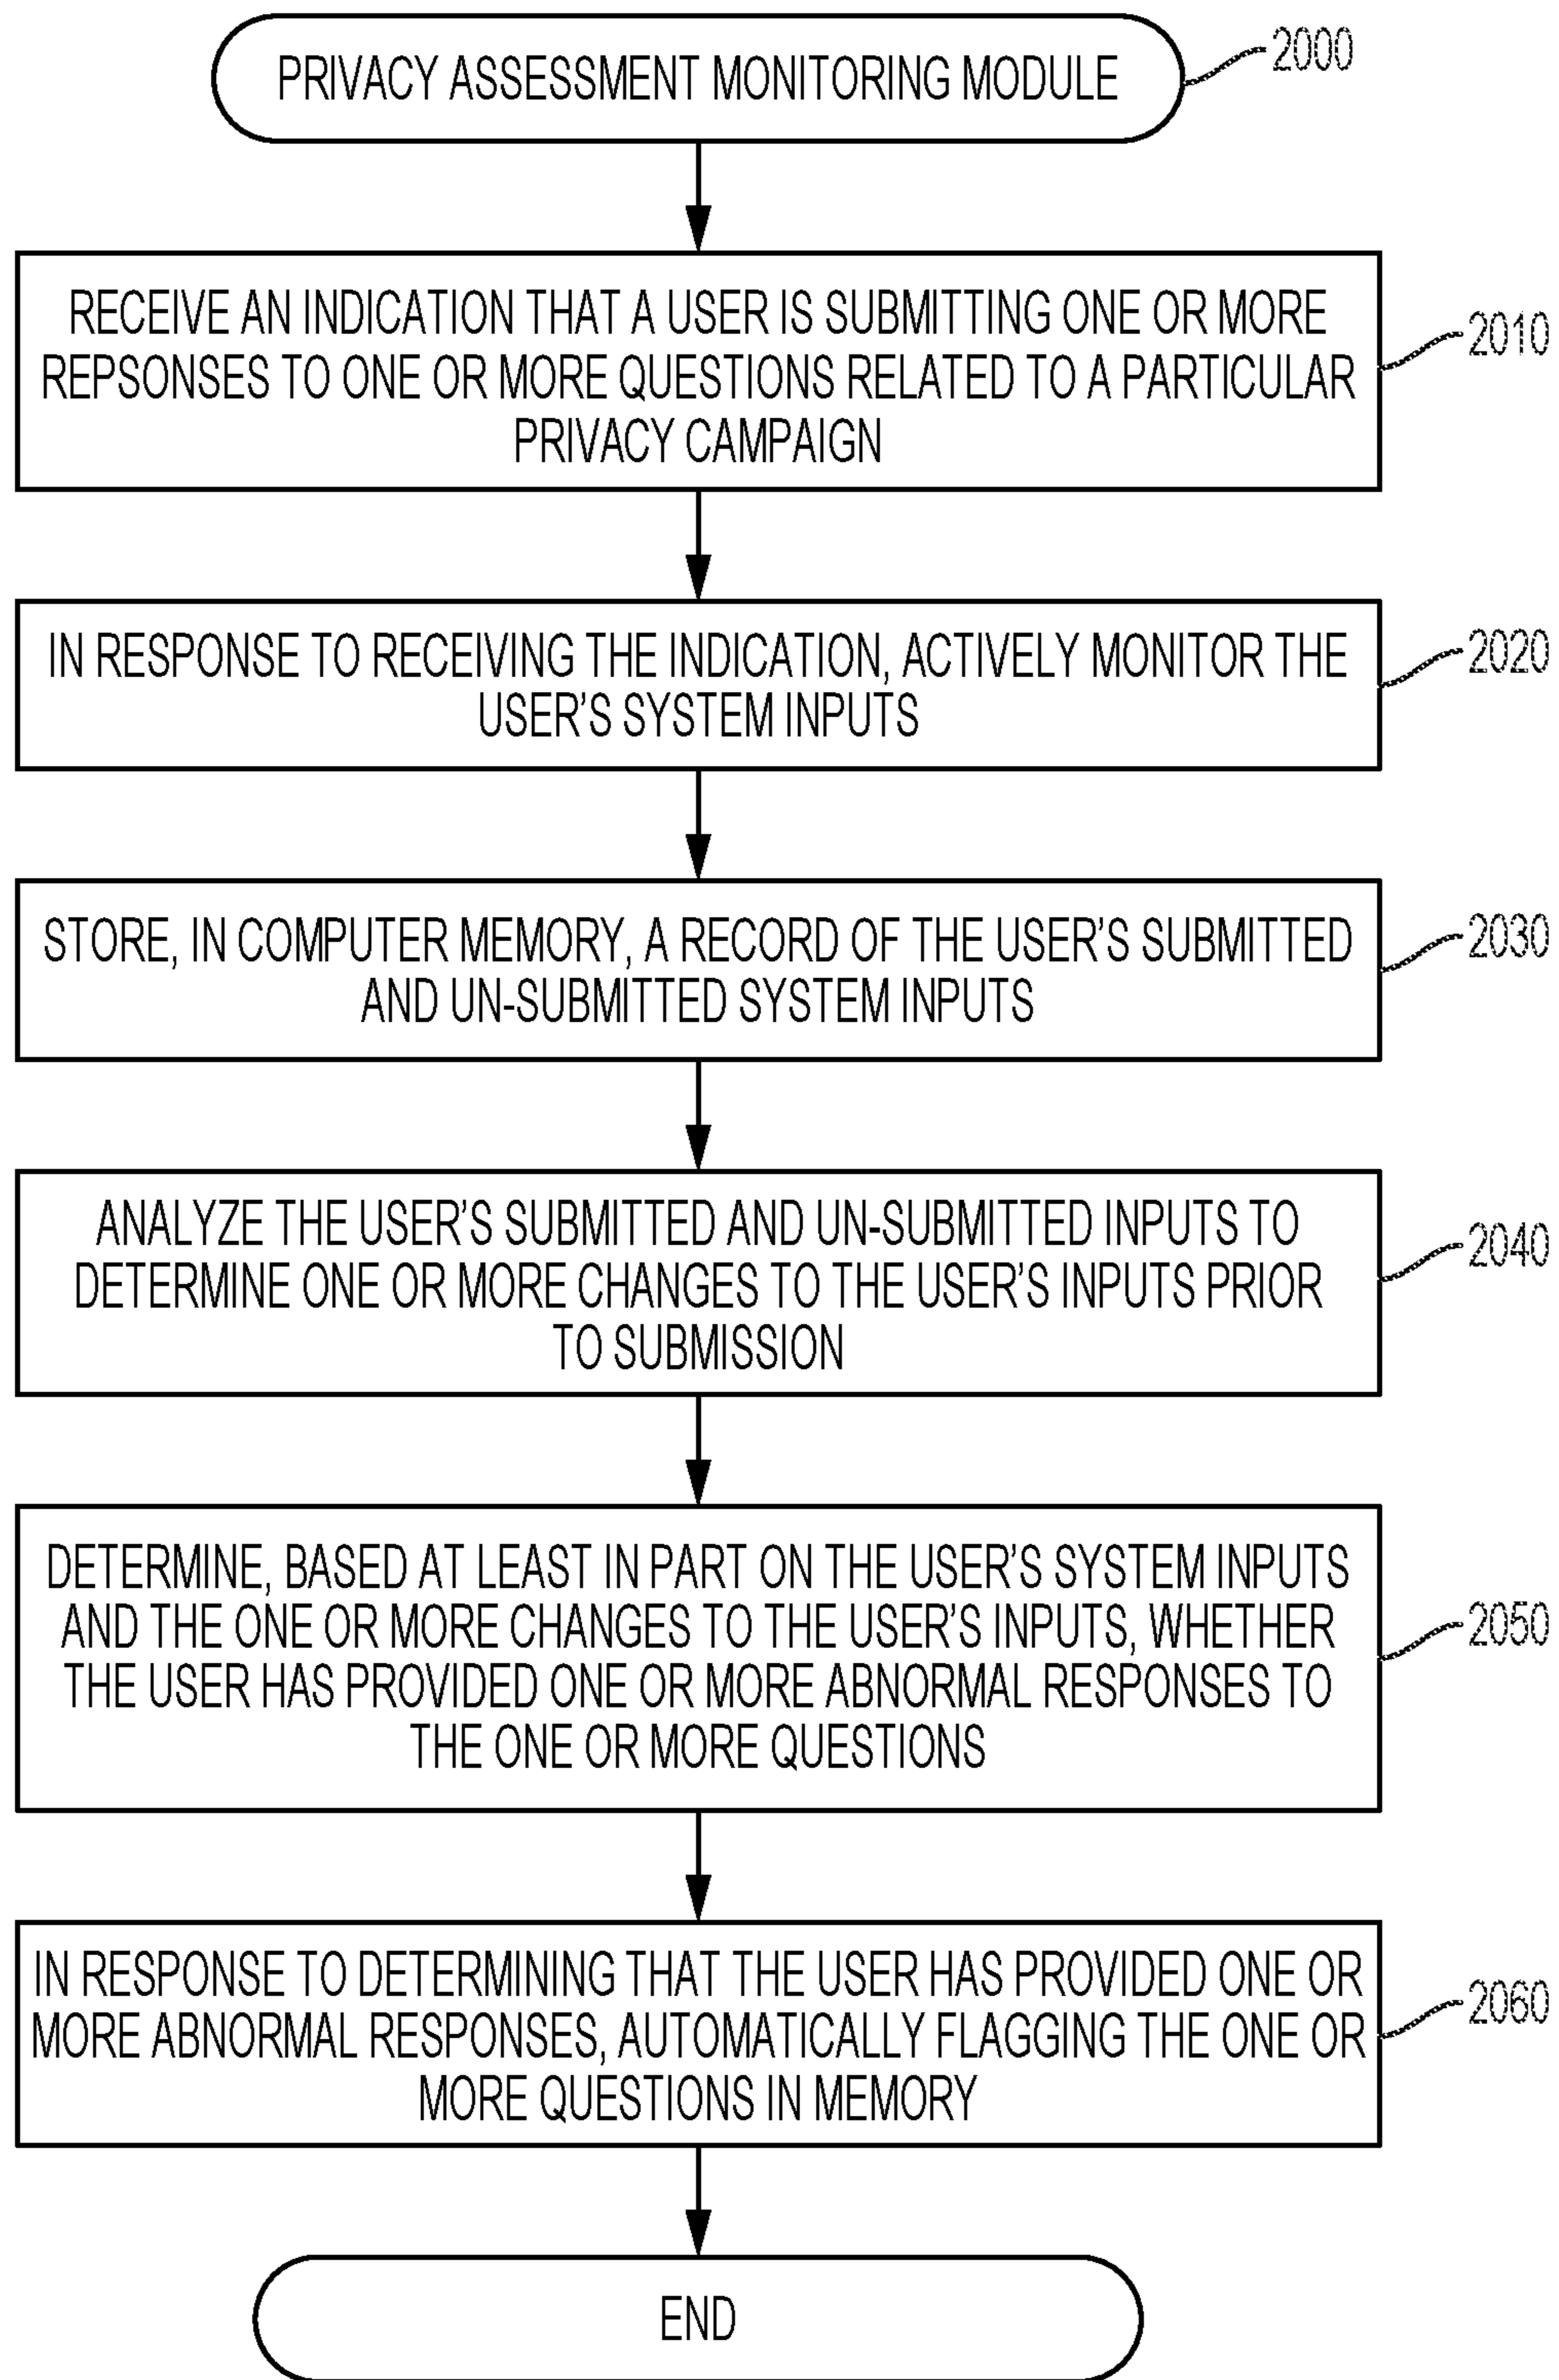 PRIVACY ASSESSMENT MONITORING MODULE
2000
RECEIVE AN INDICATION THAT A USER IS SUBMITTING ONE OR MORE
REPSONSES TO ONE OR MORE QUESTIONS RELATED TO A PARTICULAR
PRIVACY CAMPAIGN
2010
IN RESPONSE TO RECEIVING THE INDICATION, ACTIVELY MONITOR THE
USER'S SYSTEM INPUTS
2020
STORE, IN COMPUTER MEMORY, A RECORD OF THE USER'S SUBMITTED
AND UN-SUBMITTED SYSTEM INPUTS
2030
ANALYZE THE USER'S SUBMITTED AND UN-SUBMITTED INPUTS TO
DETERMINE ONE OR MORE CHANGES TO THE USER'S INPUTS PRIOR
TO SUBMISSION
2040
DETERMINE, BASED AT LEAST IN PART ON THE USER'S SYSTEM INPUTS
AND THE ONE OR MORE CHANGES TO THE USER'S INPUTS, WHETHER
THE USER HAS PROVIDED ONE OR MORE ABNORMAL RESPONSES TO
THE ONE OR MORE QUESTIONS
2050
IN RESPONSE TO DETERMINING THAT THE USER HAS PROVIDED ONE OR
MORE ABNORMAL RESPONSES, AUTOMATICALLY FLAGGING THE ONE OR
MORE QUESTIONS IN MEMORY
2060
END